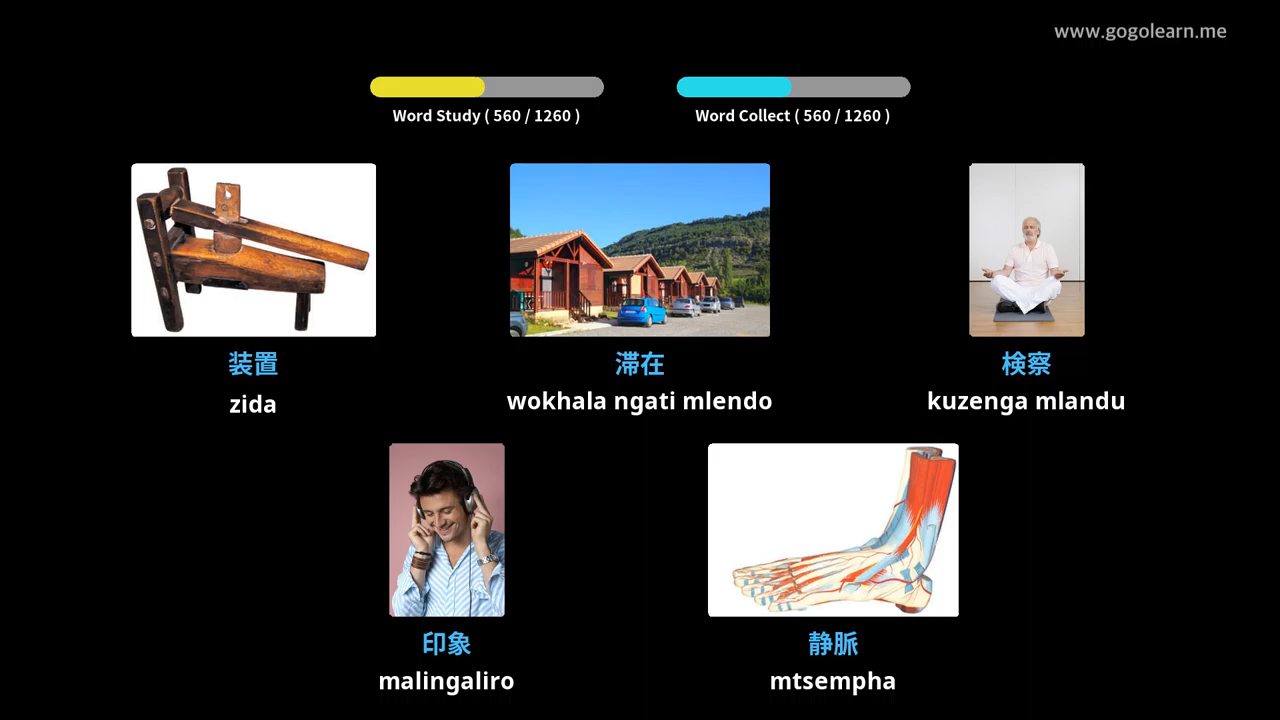 www.gogolearn.me
Word Study ( 560 / 1260 )
Word Collect ( 560 / 1260 )
装置
zida
滞在
wokhala ngati mlendo
検察
kuzenga mlandu
印象
malingaliro
静脈
mtsempha